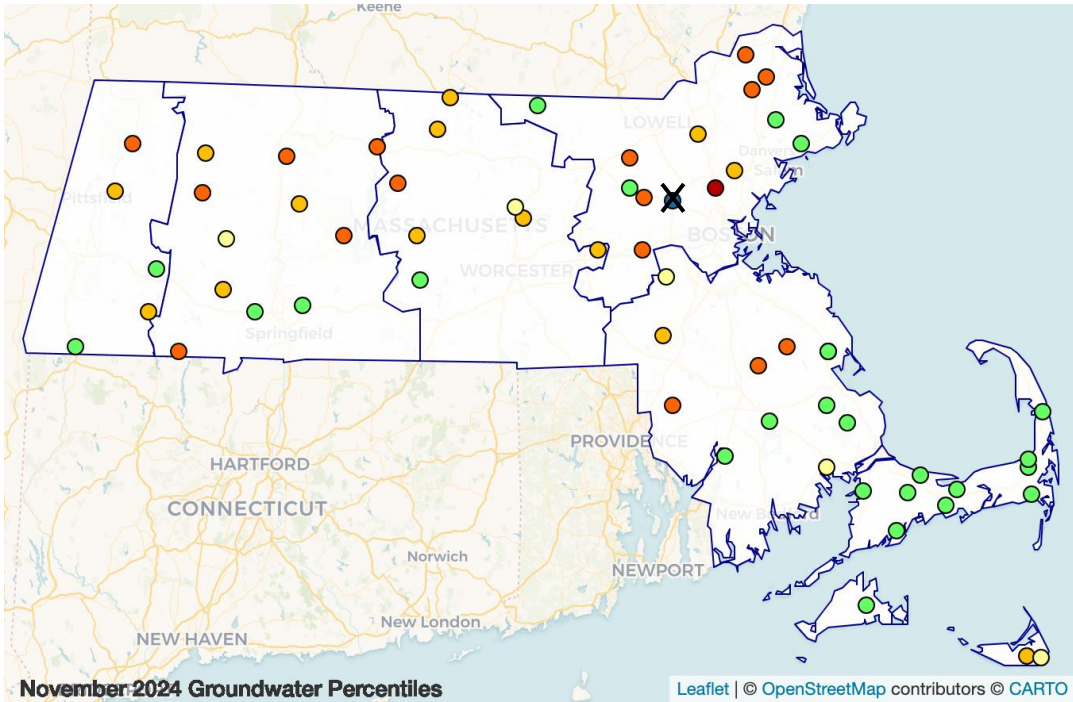 Keene
LOWELL
Danvers
Salem
Pittsfield
MASSACHUSETTS
BOSTON
WORCESTER
Springfield
PROVIDENCE
HARTFORD
CONNECTICUT
New Bedford
Norwich
NEWPORT
New London
NEW HAVEN
November 2024 Groundwater Percentiles
Leaflet | © OpenStreetMap contributors © CARTO